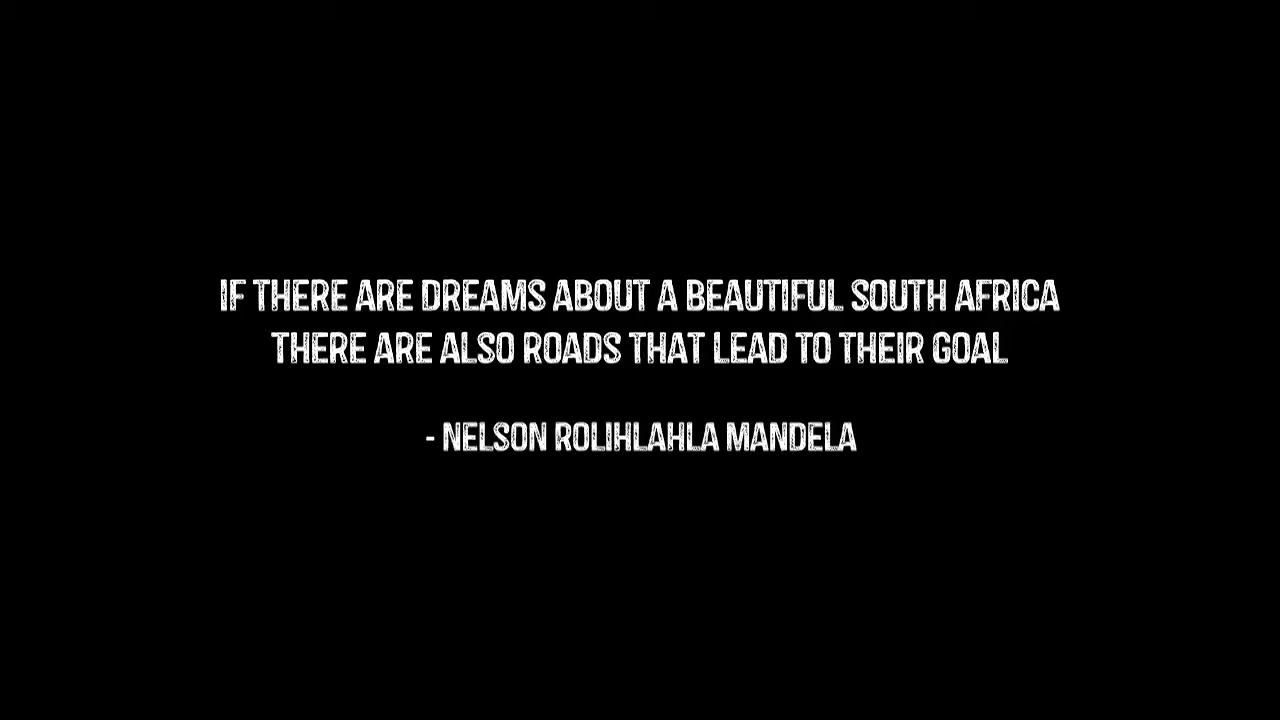 IF THERE ARE DREAMS ABOUT A BEAUTIFUL SOUTH AFRICA
THERE ARE ALSO ROADS THAT LEAD TO THEIR GOAL
- NELSON ROLIHLAHLA MANDELA